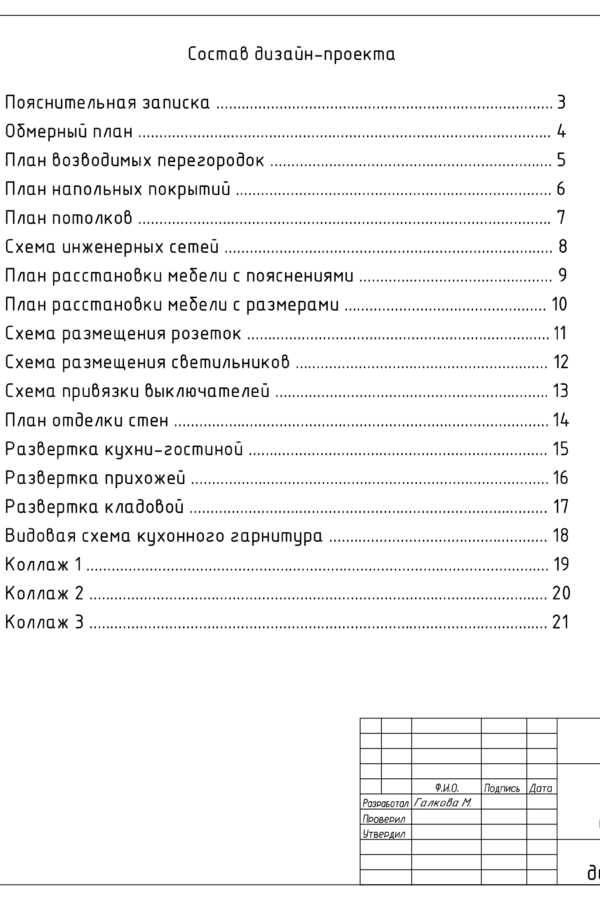 Состав дизайн-проекта
Пояснительная записка ........................ 3
Обмерный план ........................ 4
План возводимых перегородок ........................ 5
План напольных покрытий ........................ 6
План потолков ........................ 7
Схема инженерных сетей ........................ 8
План расстановки мебели с пояснениями ........................ 9
План расстановки мебели с размерами ........................ 10
Схема размещения розеток ........................ 11
Схема размещения светильников ........................ 12
Схема привязки выключателей ........................ 13
План отделки стен ........................ 14
Развертка кухни-гостиной ........................ 15
Развертка прихожей ........................ 16
Развертка кладовой ........................ 17
Видовая схема кухонного гарнитура ........................ 18
Коллаж 1 ........................ 19
Коллаж 2 ........................ 20
Коллаж 3 ........................ 21
Ф.И.О. Подпись Дата
Разработал Галкова М.
Проверил
Утвердил